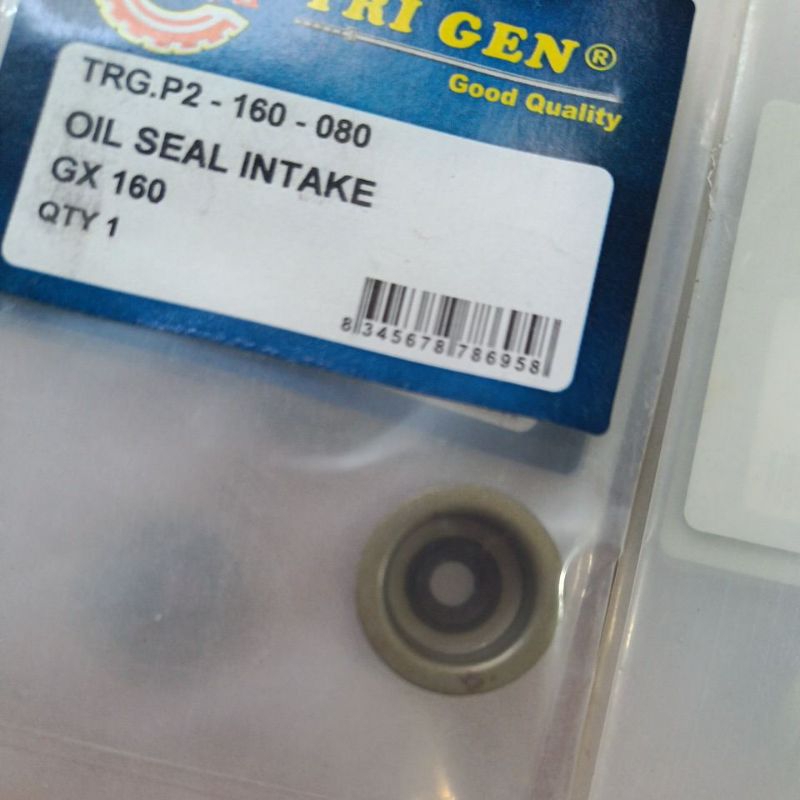 TRI GEN®
Good Quality
TRG.P2 - 160 - 080
OIL SEAL INTAKE
GX 160
QTY 1
8 345678 786958